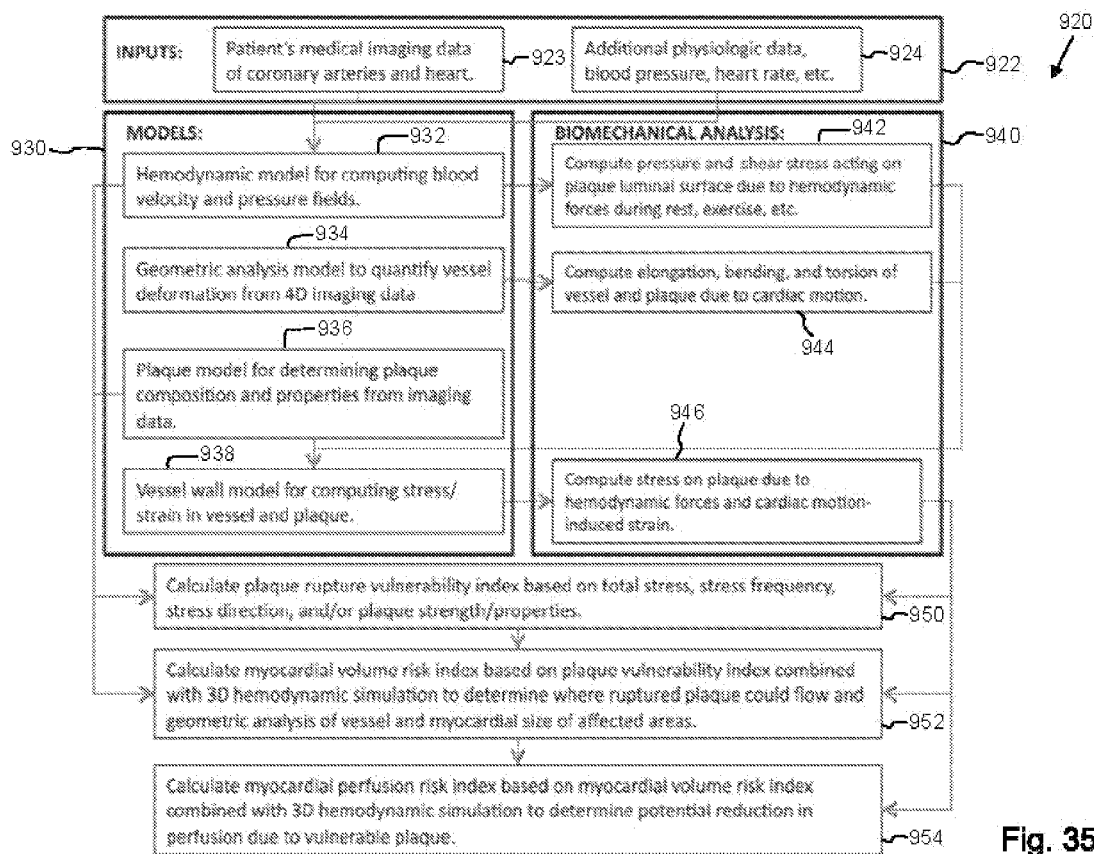 920
INPUTS:
Patient's medical imaging data
of coronary arteries and heart.
923
Additional physiologic data,
blood pressure, heart rate, etc.
924
922
930
MODELS:
932
Hemodynamic model for computing blood
velocity and pressure fields.
934
Geometric analysis model to quantify vessel
deformation from 4D imaging data
936
Plaque model for determining plaque
composition and properties from imaging
data.
938
Vessel wall model for computing stress/
strain in vessel and plaque.
BIOMECHANICAL ANALYSIS:
942
940
Compute pressure and shear stress acting on
plaque luminal surface due to hemodynamic
forces during rest, exercise, etc.
Compute elongation, bending, and torsion of
vessel and plaque due to cardiac motion.
944
946
Compute stress on plaque due to
hemodynamic forces and cardiac motion-
induced strain.
Calculate plaque rupture vulnerability index based on total stress, stress frequency,
stress direction, and/or plaque strength/properties.
950
Calculate myocardial volume risk index based on plaque vulnerability index combined
with 3D hemodynamic simulation to determine where ruptured plaque could flow and
geometric analysis of vessel and myocardial size of affected areas.
952
Calculate myocardial perfusion risk index based on myocardial volume risk index
combined with 3D hemodynamic simulation to determine potential reduction in
perfusion due to vulnerable plaque.
954
Fig. 35